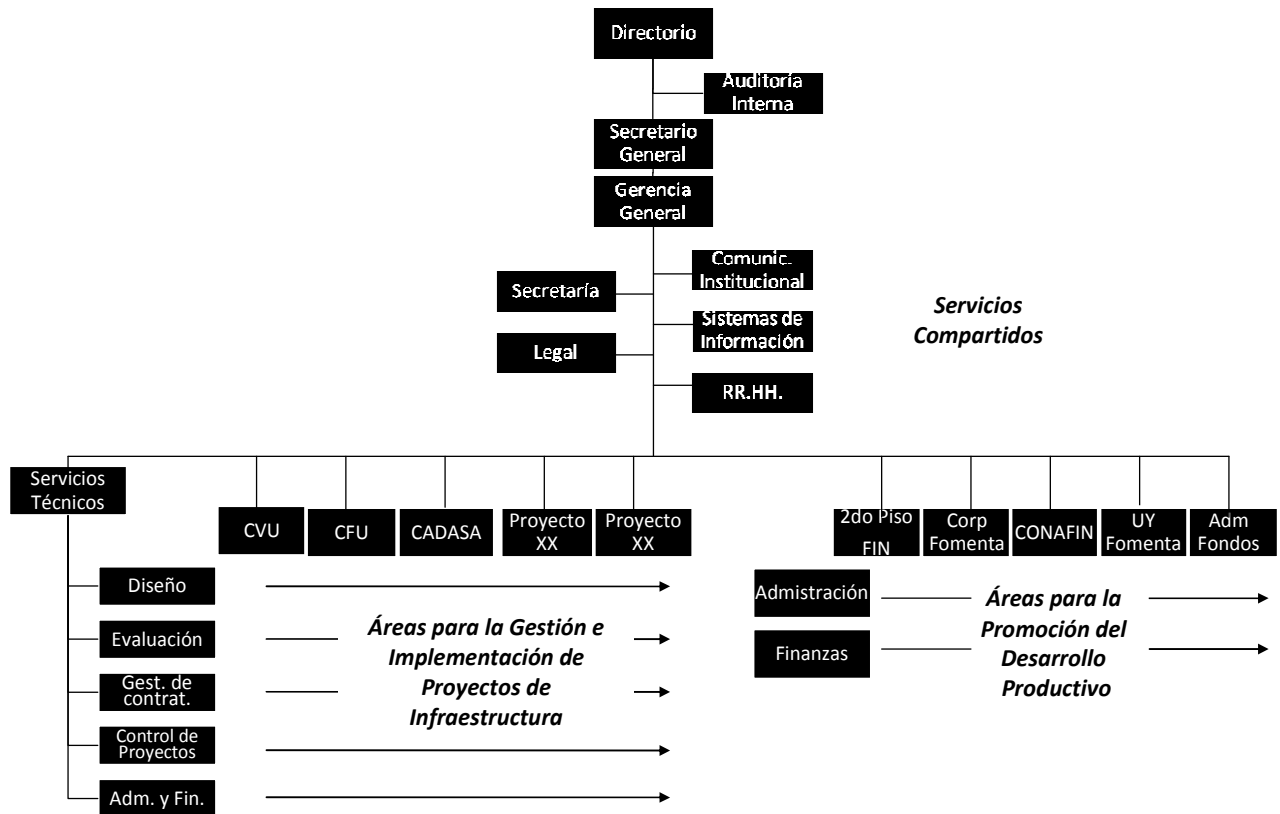 Directorio
Auditoría
Interna
Secretario
General
Gerencia
General
Comunic.
Institucional
Secretaría
Sistemas de
Información
Legal
RR.HH.
Servicios
Compartidos
Servicios
Técnicos
CVU
CFU
CADASA
Proyecto
XX
Proyecto
XX
2do Piso
FIN
Corp
Fomenta
CONAFIN
UY
Fomenta
Adm
Fondos
Diseño
Evaluación
Gest. de
contrat.
Control de
Proyectos
Adm. y Fin.
Áreas para la Gestión e
Implementación de
Proyectos de
Infraestructura
Admistración
Finanzas
Áreas para la
Promoción del
Desarrollo
Productivo